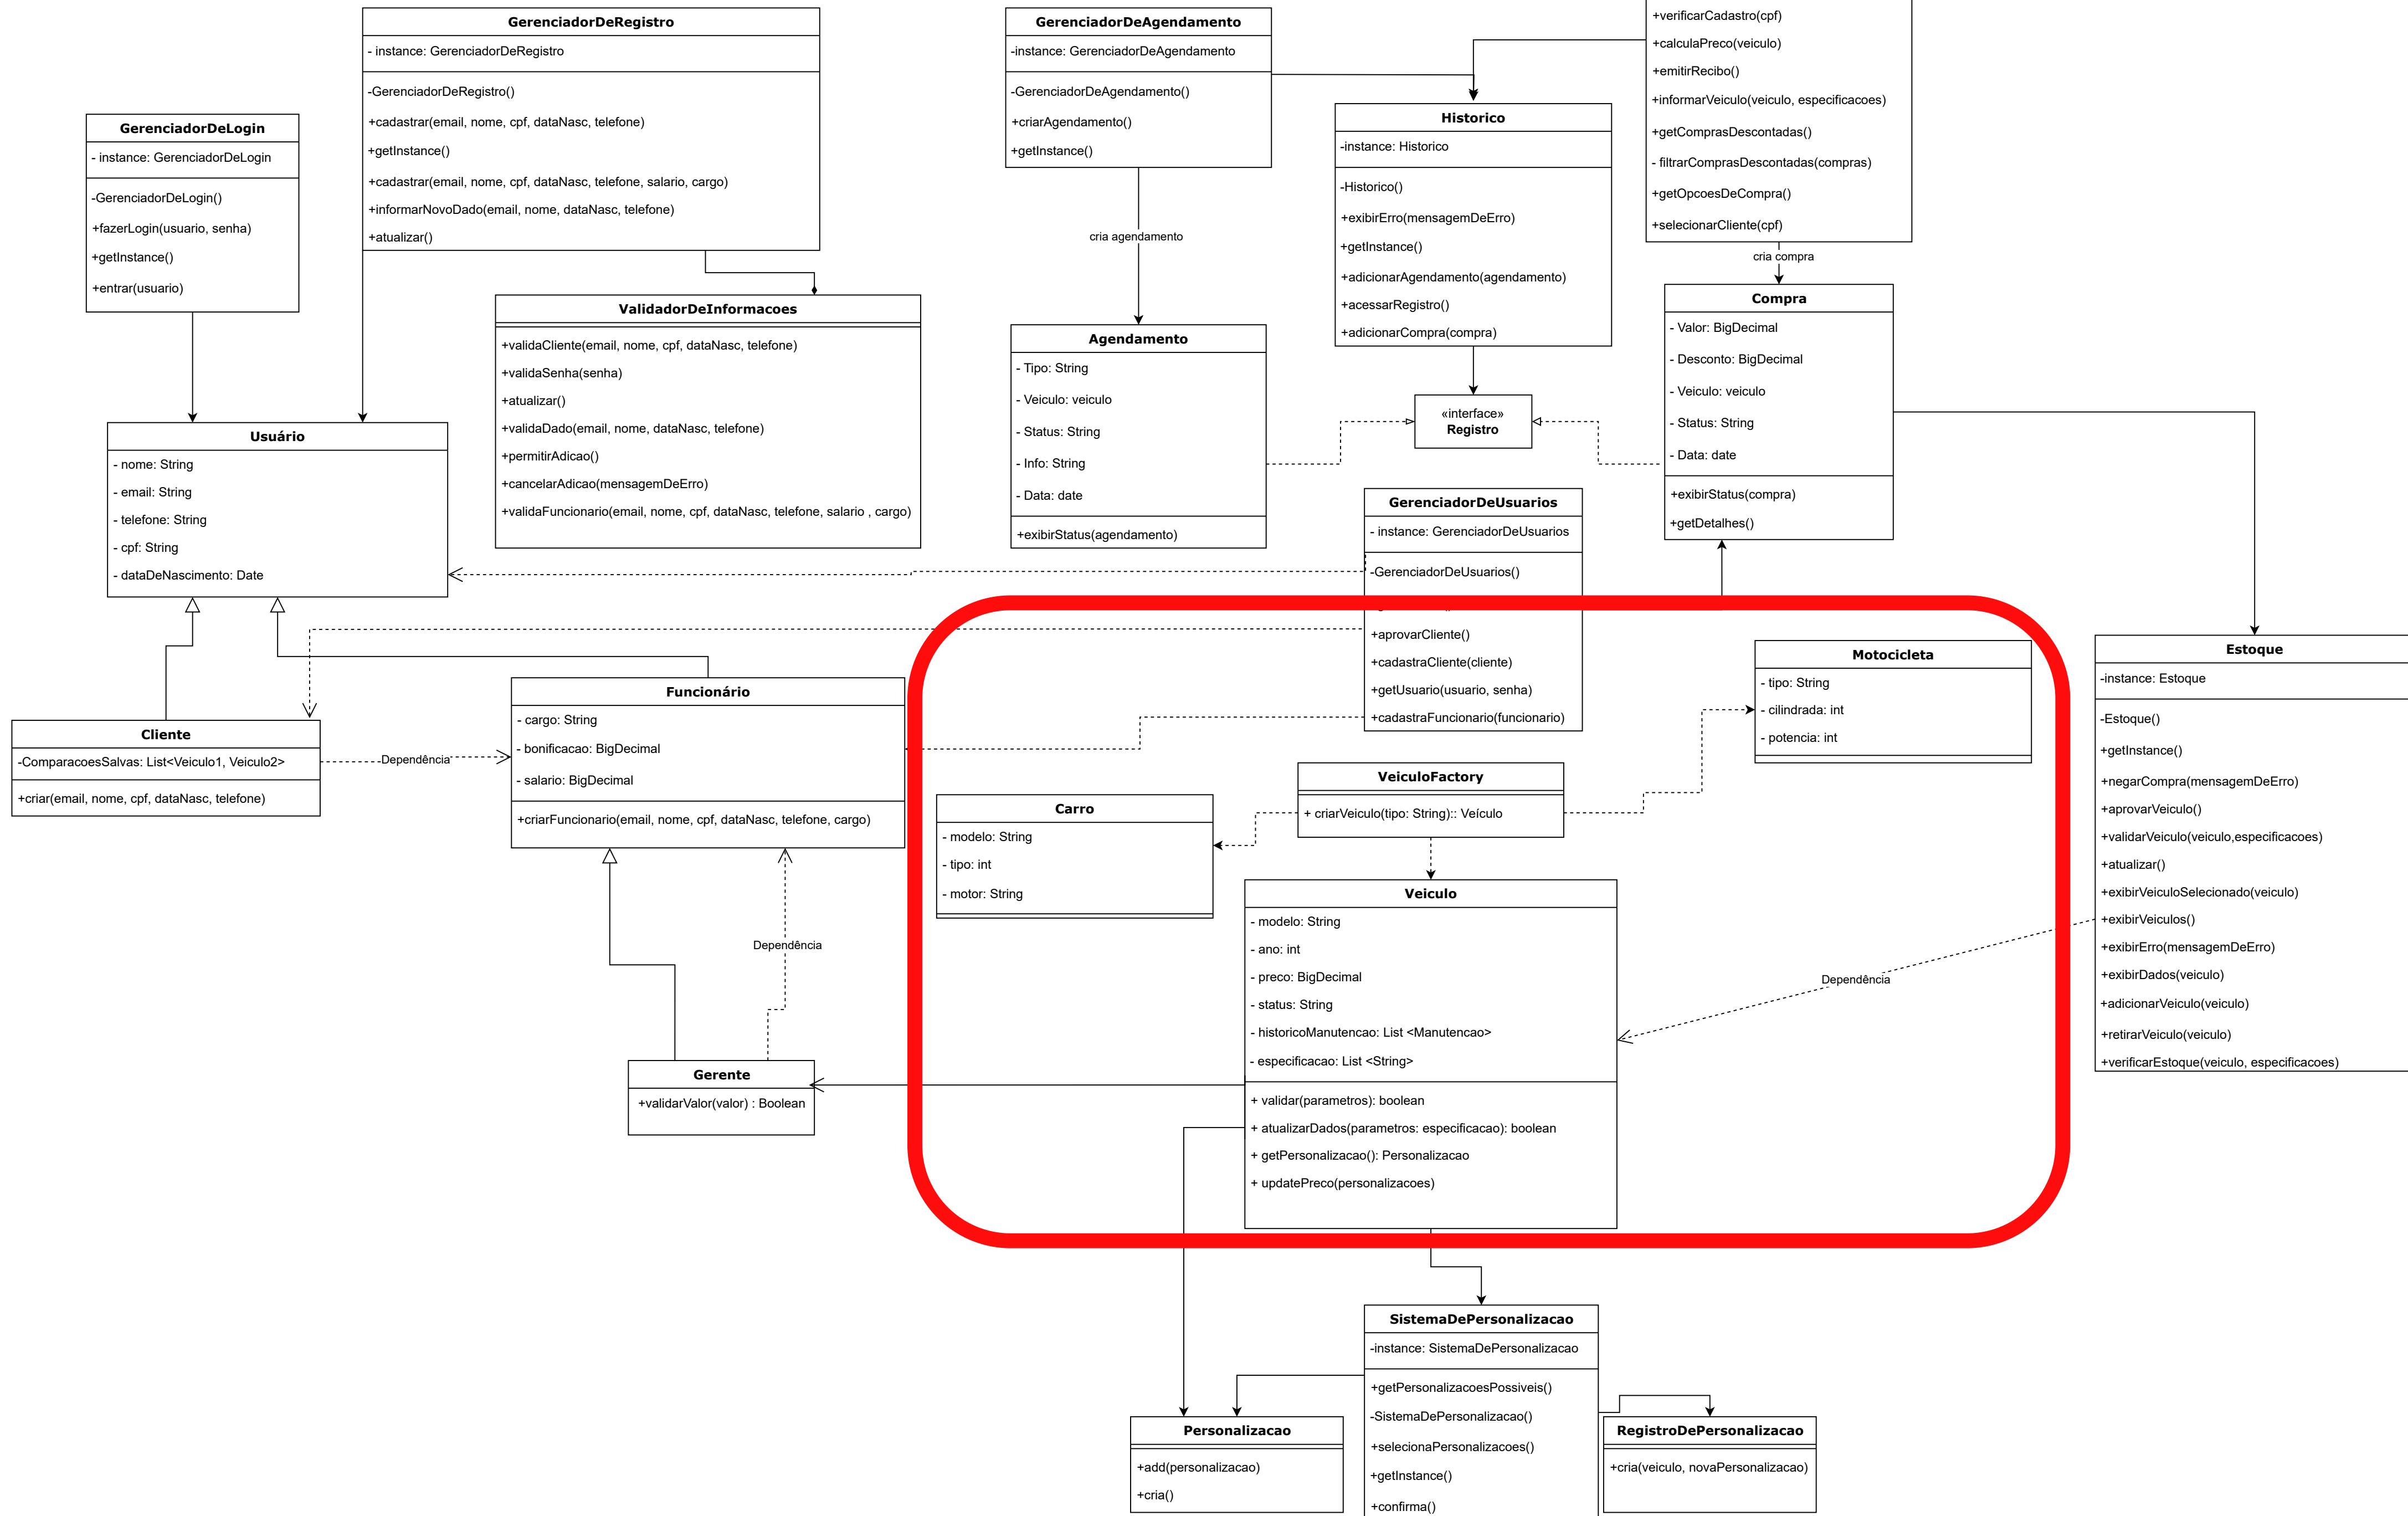 GerenciadorDeRegistro
- instance: GerenciadorDeRegistro
-GerenciadorDeRegistro()
+cadastrar(email, nome, cpf, dataNasc, telefone)
+getInstance()
+cadastrar(email, nome, cpf, dataNasc, telefone, salario, cargo)
+informarNovoDado(email, nome, dataNasc, telefone)
+atualizar()
GerenciadorDeAgendamento
-instance: GerenciadorDeAgendamento
-GerenciadorDeAgendamento()
+criarAgendamento()
+getInstance()
cria agendamento
+verificarCadastro(cpf)
+calculaPreco(veiculo)
+emitirRecibo()
+informarVeiculo(veiculo, especificacoes)
+getComprasDescontadas()
- filtrarComprasDescontadas(compras)
+getOpcoesDeCompra()
+selecionarCliente(cpf)
cria compra
GerenciadorDeLogin
- instance: GerenciadorDeLogin
-GerenciadorDeLogin()
+fazerLogin(usuario, senha)
+getInstance()
+entrar(usuario)
Historico
-instance: Historico
-Historico()
+exibirErro(mensagemDeErro)
+getInstance()
+adicionarAgendamento(agendamento)
+acessarRegistro()
+adicionarCompra(compra)
ValidadorDeInformacoes
+validaCliente(email, nome, cpf, dataNasc, telefone)
+validaSenha(senha)
+atualizar()
+validaDado(email, nome, dataNasc, telefone)
+permitirAdicao()
+cancelarAdicao(mensagemDeErro)
+validaFuncionario(email, nome, cpf, dataNasc, telefone, salario , cargo)
Agendamento
- Tipo: String
- Veiculo: veiculo
- Status: String
- Info: String
- Data: date
+exibirStatus(agendamento)
«interface»
Registro
Compra
- Valor: BigDecimal
- Desconto: BigDecimal
- Veiculo: veiculo
- Status: String
- Data: date
+exibirStatus(compra)
+getDetalhes()
Usuário
- nome: String
- email: String
- telefone: String
- cpf: String
- dataDeNascimento: Date
GerenciadorDeUsuarios
- instance: GerenciadorDeUsuarios
-GerenciadorDeUsuarios()
+aprovarCliente()
+cadastraCliente(cliente)
+getUsuario(usuario, senha)
+cadastraFuncionario(funcionario)
Motocicleta
- tipo: String
- cilindrada: int
- potencia: int
Estoque
-instance: Estoque
-Estoque()
+getInstance()
+negarCompra(mensagemDeErro)
+aprovarVeiculo()
+validarVeiculo(veiculo,especificacoes)
+atualizar()
+exibirVeiculoSelecionado(veiculo)
+exibirVeiculos()
+exibirErro(mensagemDeErro)
+exibirDados(veiculo)
+adicionarVeiculo(veiculo)
+retirarVeiculo(veiculo)
+verificarEstoque(veiculo, especificacoes)
Cliente
-ComparacoesSalvas: List<Veiculo1, Veiculo2>
+criar(email, nome, cpf, dataNasc, telefone)
Dependência
Funcionário
- cargo: String
- bonificacao: BigDecimal
- salario: BigDecimal
+criarFuncionario(email, nome, cpf, dataNasc, telefone, cargo)
Carro
- modelo: String
- tipo: int
- motor: String
VeiculoFactory
+ criarVeiculo(tipo: String):: Veículo
Veiculo
- modelo: String
- ano: int
- preco: BigDecimal
- status: String
- historicoManutencao: List <Manutencao>
- especificacao: List <String>
+ validar(parametros): boolean
+ atualizarDados(parametros: especificacao): boolean
+ getPersonalizacao(): Personalizacao
+ updatePreco(personalizacoes)
Dependência
Dependência
Gerente
+validarValor(valor) : Boolean
SistemaDePersonalizacao
-instance: SistemaDePersonalizacao
+getPersonalizacoesPossiveis()
-SistemaDePersonalizacao()
+selecionaPersonalizacoes()
+getInstance()
+confirma()
Personalizacao
+add(personalizacao)
+cria()
RegistroDePersonalizacao
+cria(veiculo, novaPersonalizacao)